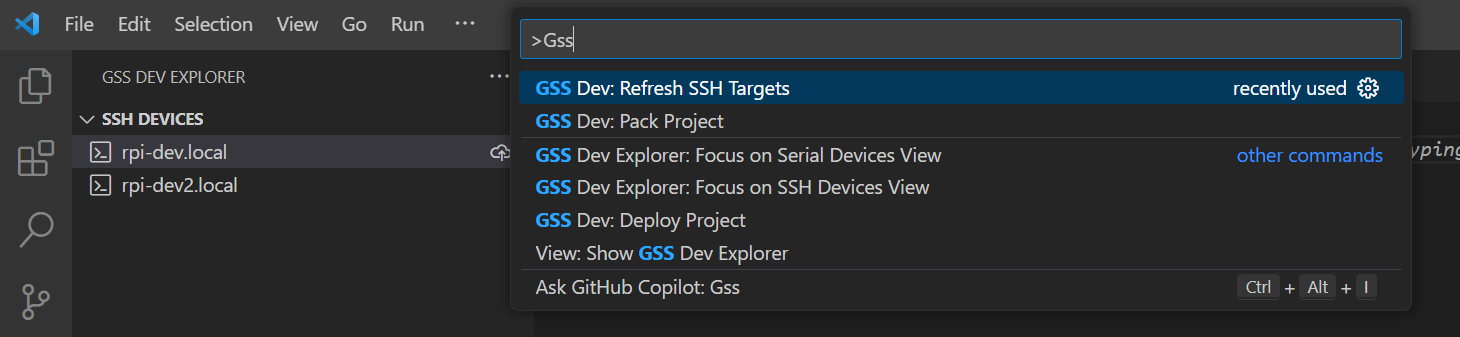 File Edit Selection View Go Run ...
>Gss
GSS DEV EXPLORER ...
SSH DEVICES
rpi-dev.local
rpi-dev2.local
GSS Dev: Refresh SSH Targets recently used
GSS Dev: Pack Project
GSS Dev Explorer: Focus on Serial Devices View other commands
GSS Dev Explorer: Focus on SSH Devices View
GSS Dev: Deploy Project
View: Show GSS Dev Explorer
Ask GitHub Copilot: Gss Ctrl + Alt + I